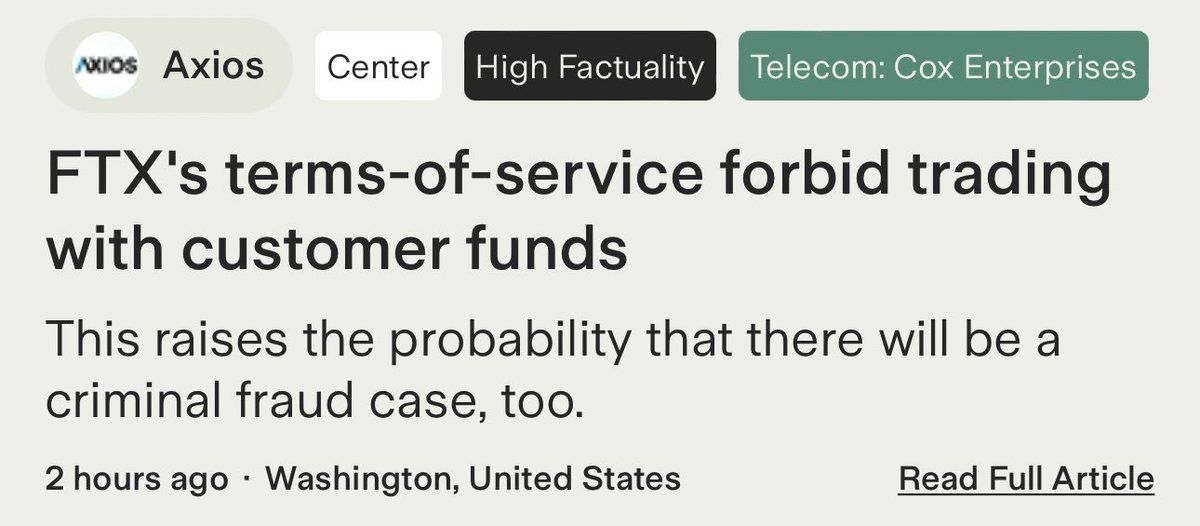 AXIOS Axios Center High Factuality Telecom: Cox Enterprises
FTX's terms-of-service forbid trading
with customer funds
This raises the probability that there will be a
criminal fraud case, too.
2 hours ago · Washington, United States Read Full Article